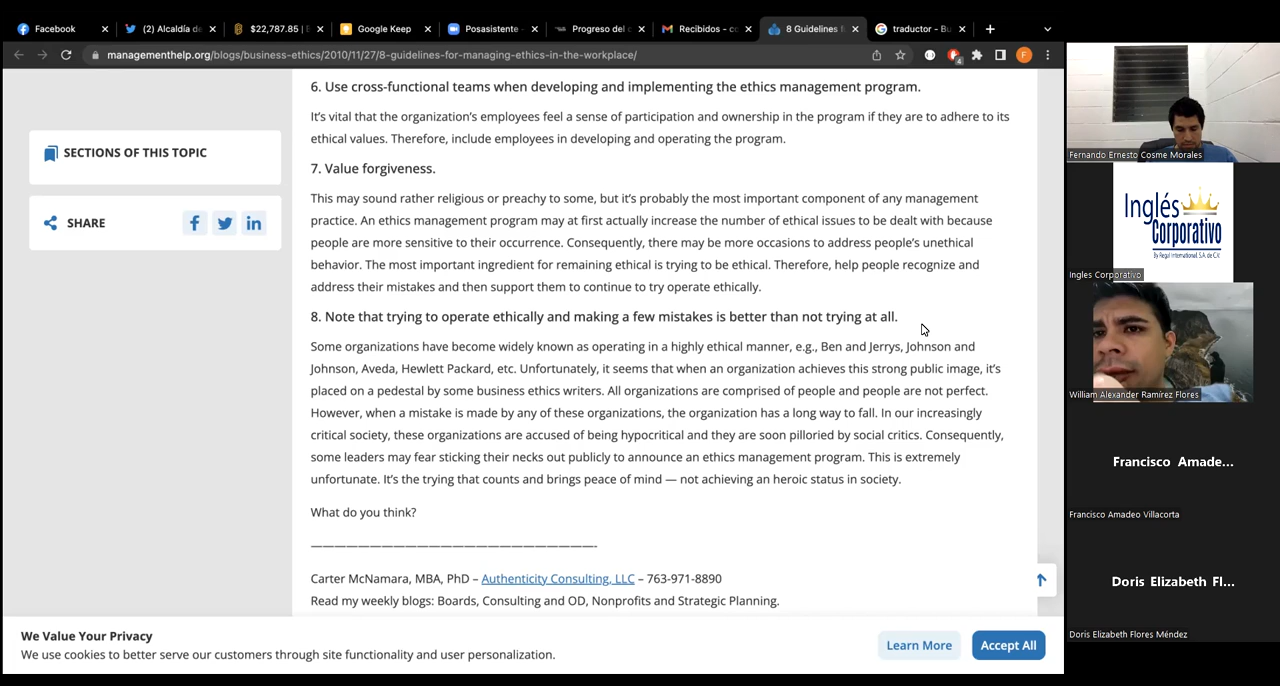 Facebook
(2) Alcaldía de
$22,787.85 |
Google Keep
Posasistente -
Progreso del c
Recibidos - co
8 Guidelines f
traductor - Bu
managementhelp.org/blogs/business-ethics/2010/11/27/8-guidelines-for-managing-ethics-in-the-workplace/
SECTIONS OF THIS TOPIC
SHARE
6. Use cross-functional teams when developing and implementing the ethics management program.
It's vital that the organization's employees feel a sense of participation and ownership in the program if they are to adhere to its
ethical values. Therefore, include employees in developing and operating the program.
7. Value forgiveness.
This may sound rather religious or preachy to some, but it's probably the most important component of any management
practice. An ethics management program may at first actually increase the number of ethical issues to be dealt with because
people are more sensitive to their occurrence. Consequently, there may be more occasions to address people's unethical
behavior. The most important ingredient for remaining ethical is trying to be ethical. Therefore, help people recognize and
address their mistakes and then support them to continue to try operate ethically.
8. Note that trying to operate ethically and making a few mistakes is better than not trying at all.
Some organizations have become widely known as operating in a highly ethical manner, e.g., Ben and Jerrys, Johnson and
Johnson, Aveda, Hewlett Packard, etc. Unfortunately, it seems that when an organization achieves this strong public image, it's
placed on a pedestal by some business ethics writers. All organizations are comprised of people and people are not perfect.
However, when a mistake is made by any of these organizations, the organization has a long way to fall. In our increasingly
critical society, these organizations are accused of being hypocritical and they are soon pilloried by social critics. Consequently,
some leaders may fear sticking their necks out publicly to announce an ethics management program. This is extremely
unfortunate. It's the trying that counts and brings peace of mind — not achieving an heroic status in society.
What do you think?
————————————————————————-
Carter McNamara, MBA, PhD – Authenticity Consulting, LLC – 763-971-8890
Read my weekly blogs: Boards, Consulting and OD, Nonprofits and Strategic Planning.
We Value Your Privacy
We use cookies to better serve our customers through site functionality and user personalization.
Learn More
Accept All
Fernando Ernesto Cosme Morales
Inglés
Corporativo
by Regal International, S.A. de C.V.
Ingles Corporativo.
William Alexander Ramírez Flores
Francisco Amade...
Francisco Amadeo Villacorta
Doris Elizabeth Fl...
Doris Elizabeth Flores Méndez